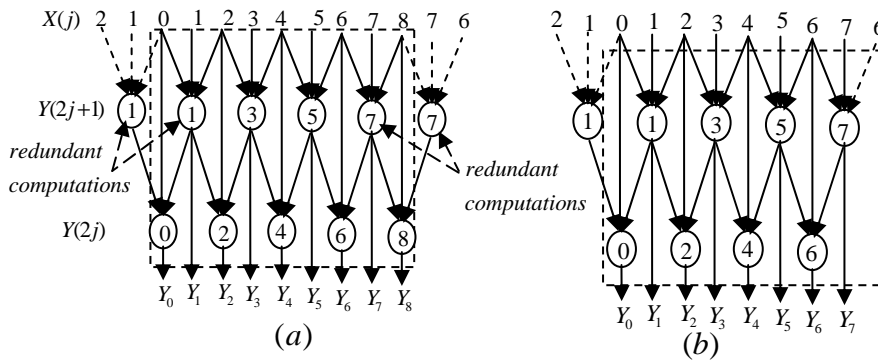 X(j) 2 1 0 1 2 3 4 5 6 7 8 7 6
Y(2j+1) 1 1 3 5 7 7
redundant
computations
redundant
computations
Y(2j) 0 2 4 6 8
Y0 Y1 Y2 Y3 Y4 Y5 Y6 Y7 Y8
(a)
2 1 0 1 2 3 4 5 6 7 6
1 1 3 5 7
0 2 4 6
Y0 Y1 Y2 Y3 Y4 Y5 Y6 Y7
(b)